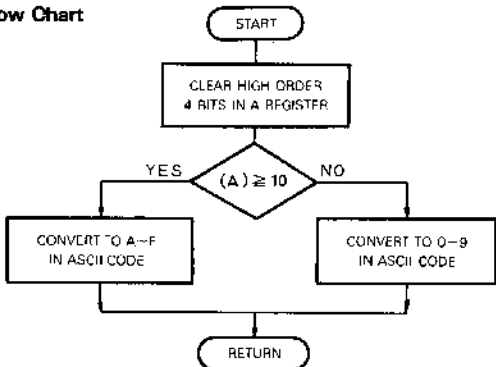 ow Chart
START
CLEAR HIGH ORDER
4 BITS IN A REGISTER
YES
(A) ≧ 10
NO
CONVERT TO A~F
IN ASCII CODE
CONVERT TO 0-9
IN ASCII CODE
RETURN